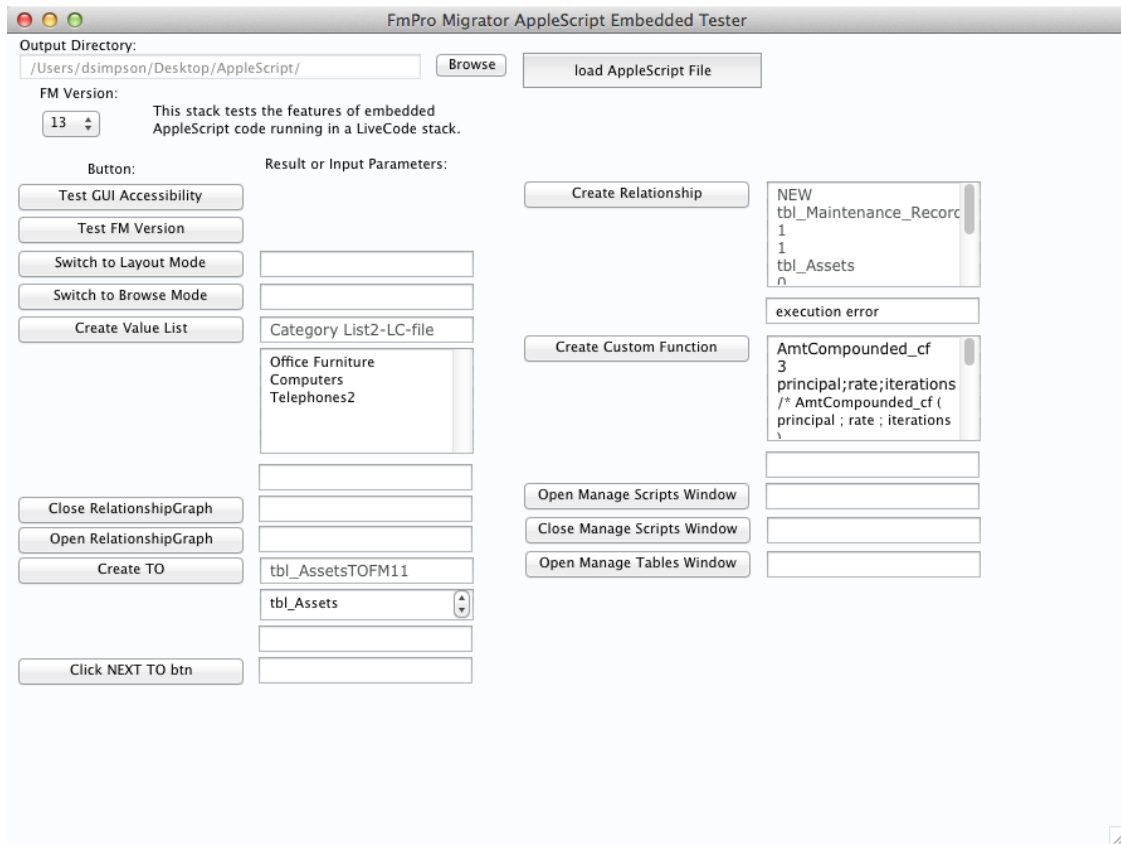 FmPro Migrator AppleScript Embedded Tester
Output Directory:
/Users/dsimpson/Desktop/AppleScript/
Browse
load AppleScript File
FM Version:
13
This stack tests the features of embedded
AppleScript code running in a LiveCode stack.
Button:
Result or Input Parameters:
Test GUI Accessibility
Test FM Version
Switch to Layout Mode
Switch to Browse Mode
Create Value List
Category List2-LC-file
Office Furniture
Computers
Telephones2
Close RelationshipGraph
Open RelationshipGraph
Create TO
tbl_AssetsTOFM11
tbl_Assets
Click NEXT TO btn
Create Relationship
NEW
tbl_Maintenance_Record
1
1
tbl_Assets
0
execution error
Create Custom Function
AmtCompounded_cf
3
principal;rate;iterations
/* AmtCompounded_cf (
principal ; rate ; iterations
)
Open Manage Scripts Window
Close Manage Scripts Window
Open Manage Tables Window